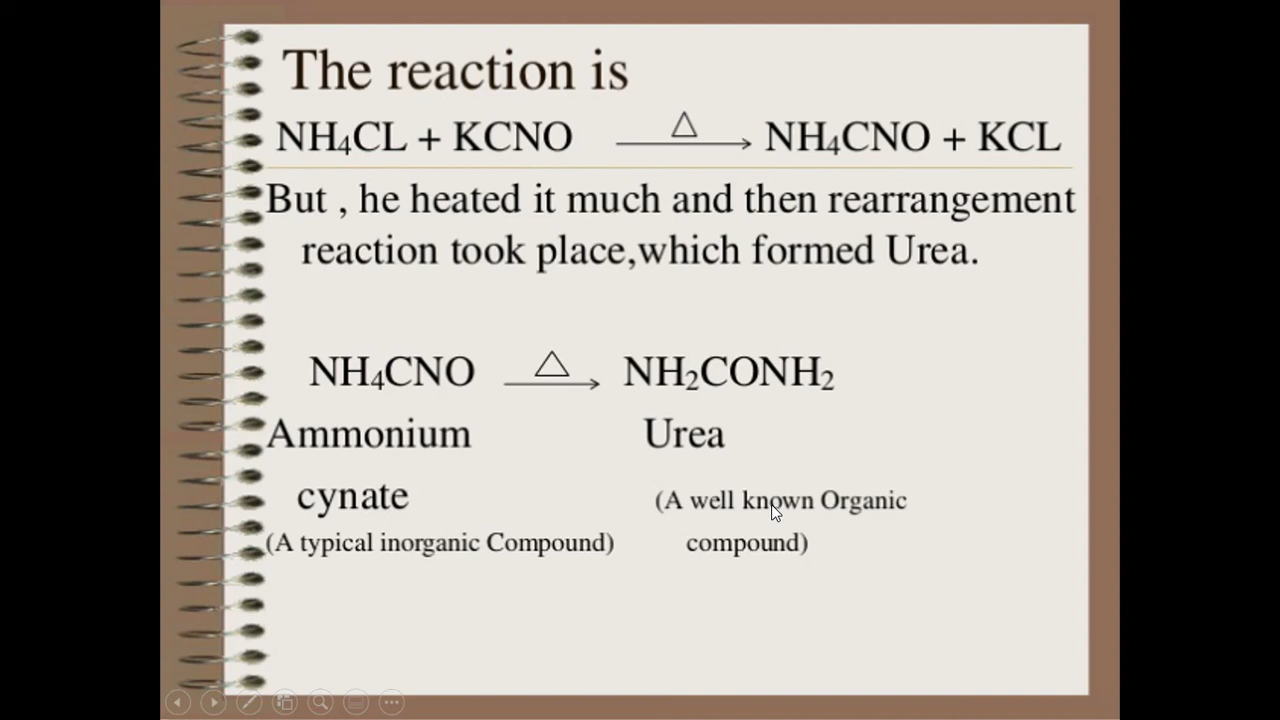 The reaction is
NH₄CL + KCNO △ NH₄CNO + KCL
But , he heated it much and then rearrangement
reaction took place,which formed Urea.
NH₄CNO △ NH₂CONH₂
Ammonium Urea
cynate (A well known Organic
(A typical inorganic Compound) compound)